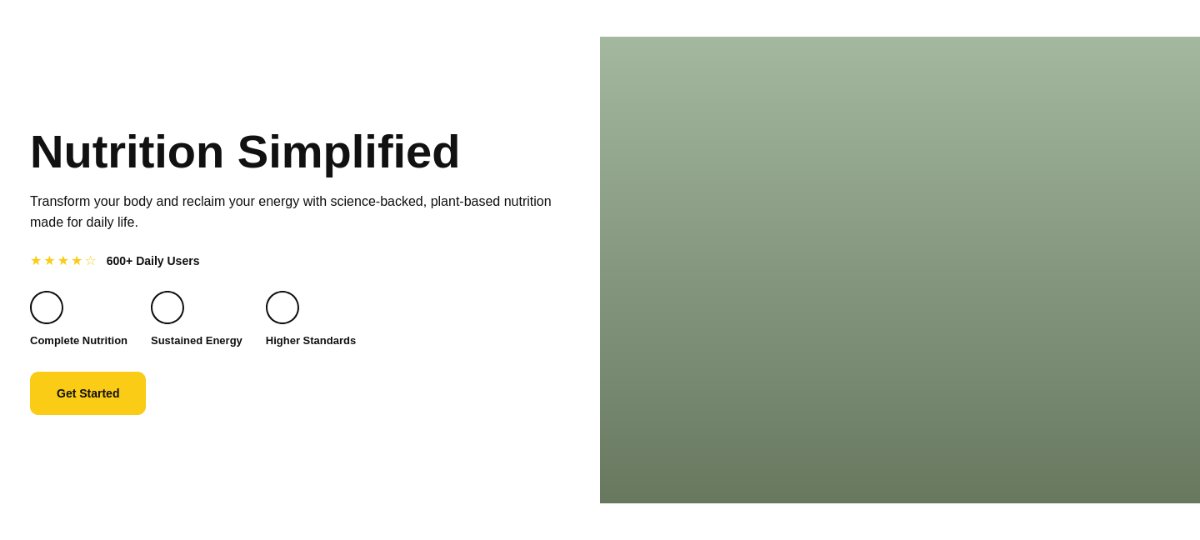 Nutrition Simplified
Transform your body and reclaim your energy with science-backed, plant-based nutrition
made for daily life.
★★★★☆ 600+ Daily Users
Complete Nutrition Sustained Energy Higher Standards
Get Started